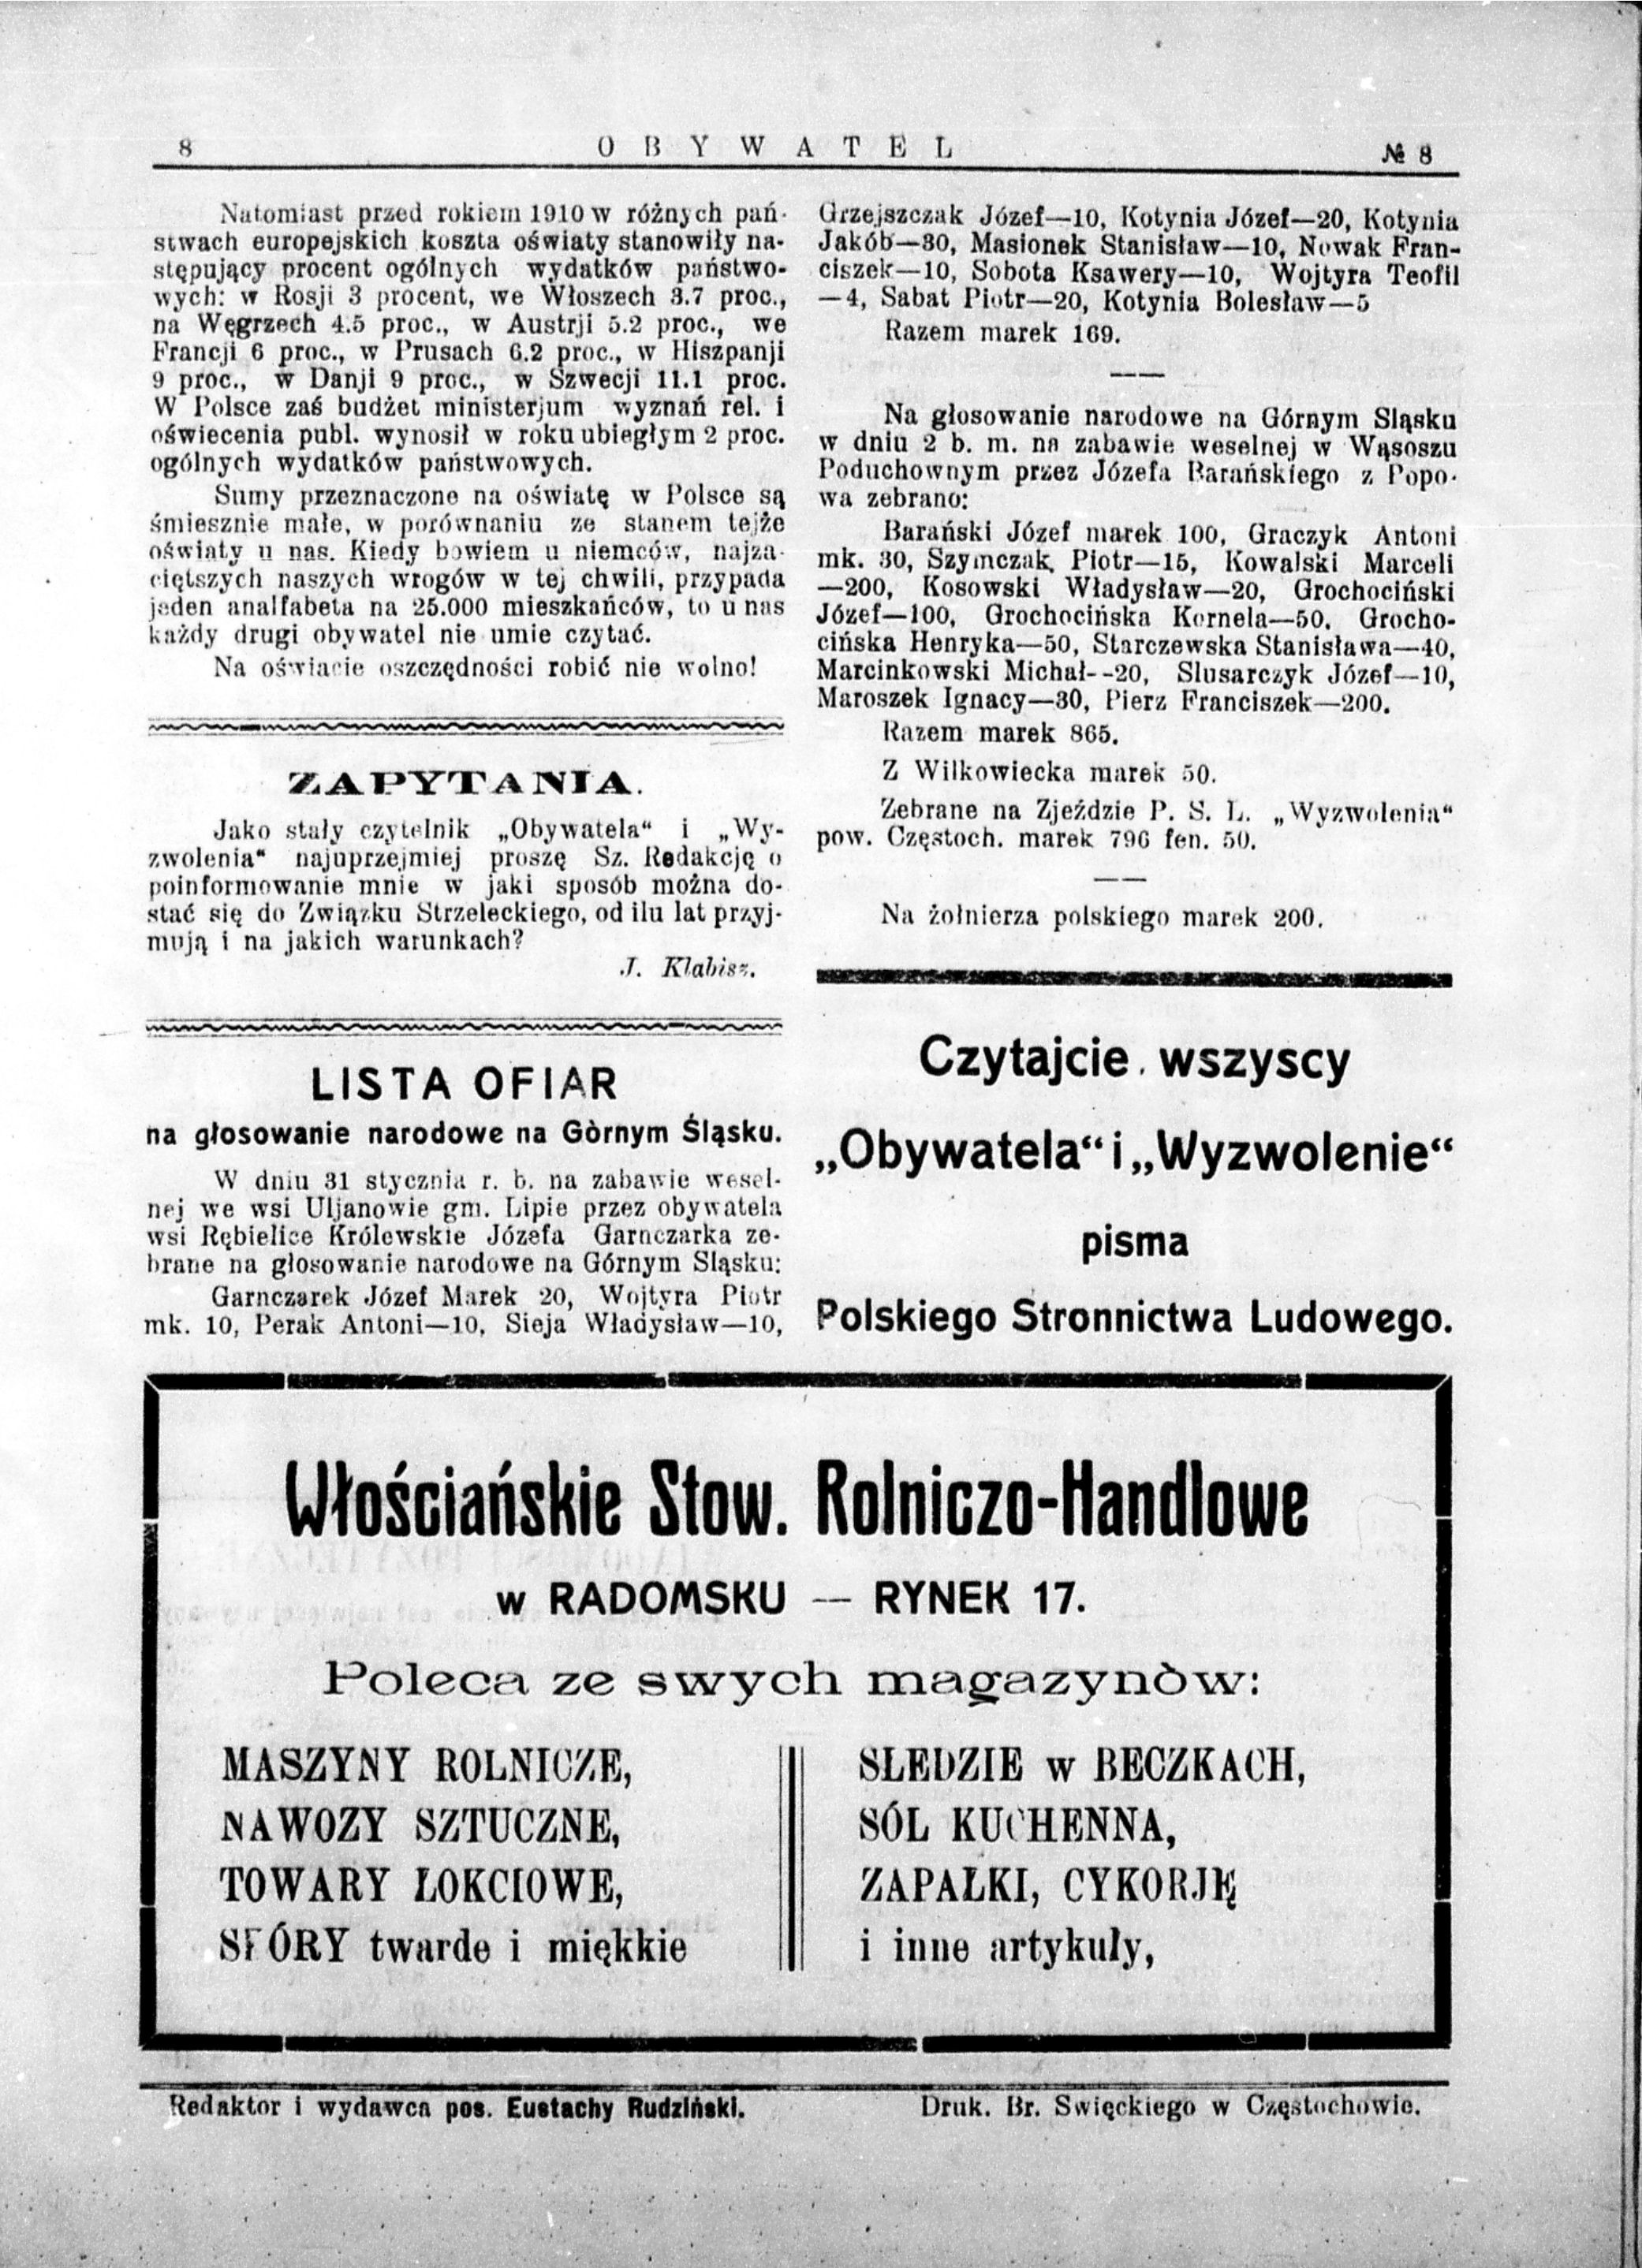 8
OBYWATEL
№ 8
Natomiast przed rokiem 1910 w różnych pań-
stwach europejskich koszta oświaty stanowiły na-
stępujący procent ogólnych wydatków państwo-
wych: w Rosji 3 procent, we Włoszech 3.7 proc.,
na Węgrzech 4.5 proc., w Austrji 5.2 proc., we
Francji 6 proc., w Prusach 6.2 proc., w Hiszpanji
9 proc., w Danji 9 proc., w Szwecji 11.1 proc.
W Polsce zaś budżet ministerjum wyznań rel. i
oświecenia publ. wynosił w roku ubiegłym 2 proc.
ogólnych wydatków państwowych.
Sumy przeznaczone na oświatę w Polsce są
śmiesznie małe, w porównaniu ze stanem tejże
oświaty u nas. Kiedy bowiem u niemców, najza-
ciętszych naszych wrogów w tej chwili, przypada
jeden analfabeta na 25.000 mieszkańców, to u nas
każdy drugi obywatel nie umie czytać.
Na oświacie oszczędności robić nie wolno!
ZAPYTANIA.
Jako stały czytelnik „Obywatela“ i „Wy-
zwolenia“ najuprzejmiej proszę Sz. Redakcję o
poinformowanie mnie w jaki sposób można do-
stać się do Związku Strzeleckiego, od ilu lat przyj-
mują i na jakich warunkach?
J. Klabisz.
LISTA OFIAR
na głosowanie narodowe na Gòrnym Śląsku.
W dniu 31 stycznia r. b. na zabawie wesel-
nej we wsi Uljanowie gm. Lipie przez obywatela
wsi Rębielice Królewskie Józefa Garnczarka ze-
brane na głosowanie narodowe na Górnym Sląsku:
Garnczarek Józef Marek 20, Wojtyra Piotr
mk. 10, Perak Antoni—10, Sieja Władysław—10,
Grzejszczak Józef—10, Kotynia Józef—20, Kotynia
Jakób—30, Masionek Stanisław—10, Nowak Fran-
ciszek—10, Sobota Ksawery—10, Wojtyra Teofil
—4, Sabat Piotr—20, Kotynia Bolesław—5
Razem marek 169.
Na głosowanie narodowe na Górnym Sląsku
w dniu 2 b. m. na zabawie weselnej w Wąsoszu
Poduchownym przez Józefa Barańskiego z Popo-
wa zebrano:
Barański Józef marek 100, Graczyk Antoni
mk. 30, Szymczak Piotr—15, Kowalski Marceli
—200, Kosowski Władysław—20, Grochociński
Józef—100, Grochocińska Kornela—50, Grocho-
cińska Henryka—50, Starczewska Stanisława—40,
Marcinkowski Michał--20, Slusarczyk Józef—10,
Maroszek Ignacy—30, Pierz Franciszek—200.
Razem marek 865.
Z Wilkowiecka marek 50.
Zebrane na Zjeździe P. S. L. „Wyzwolenia“
pow. Częstoch. marek 796 fen. 50.
Na żołnierza polskiego marek 200.
Czytajcie wszyscy
„Obywatela“ i „Wyzwolenie“
pisma
Polskiego Stronnictwa Ludowego.
Włościańskie Stow. Rolniczo-Handlowe
w RADOMSKU — RYNEK 17.
Poleca ze swych magazynòw:
MASZYNY ROLNICZE,
NAWOZY SZTUCZNE,
TOWARY ŁOKCIOWE,
SKÓRY twarde i miękkie
SLEDZIE w BECZKACH,
SÓL KUCHENNA,
ZAPAŁKI, CYKORJĘ
i inne artykuły,
Redaktor i wydawca pos. Eustachy Rudziński.
Druk. Br. Swięckiego w Częstochowie.